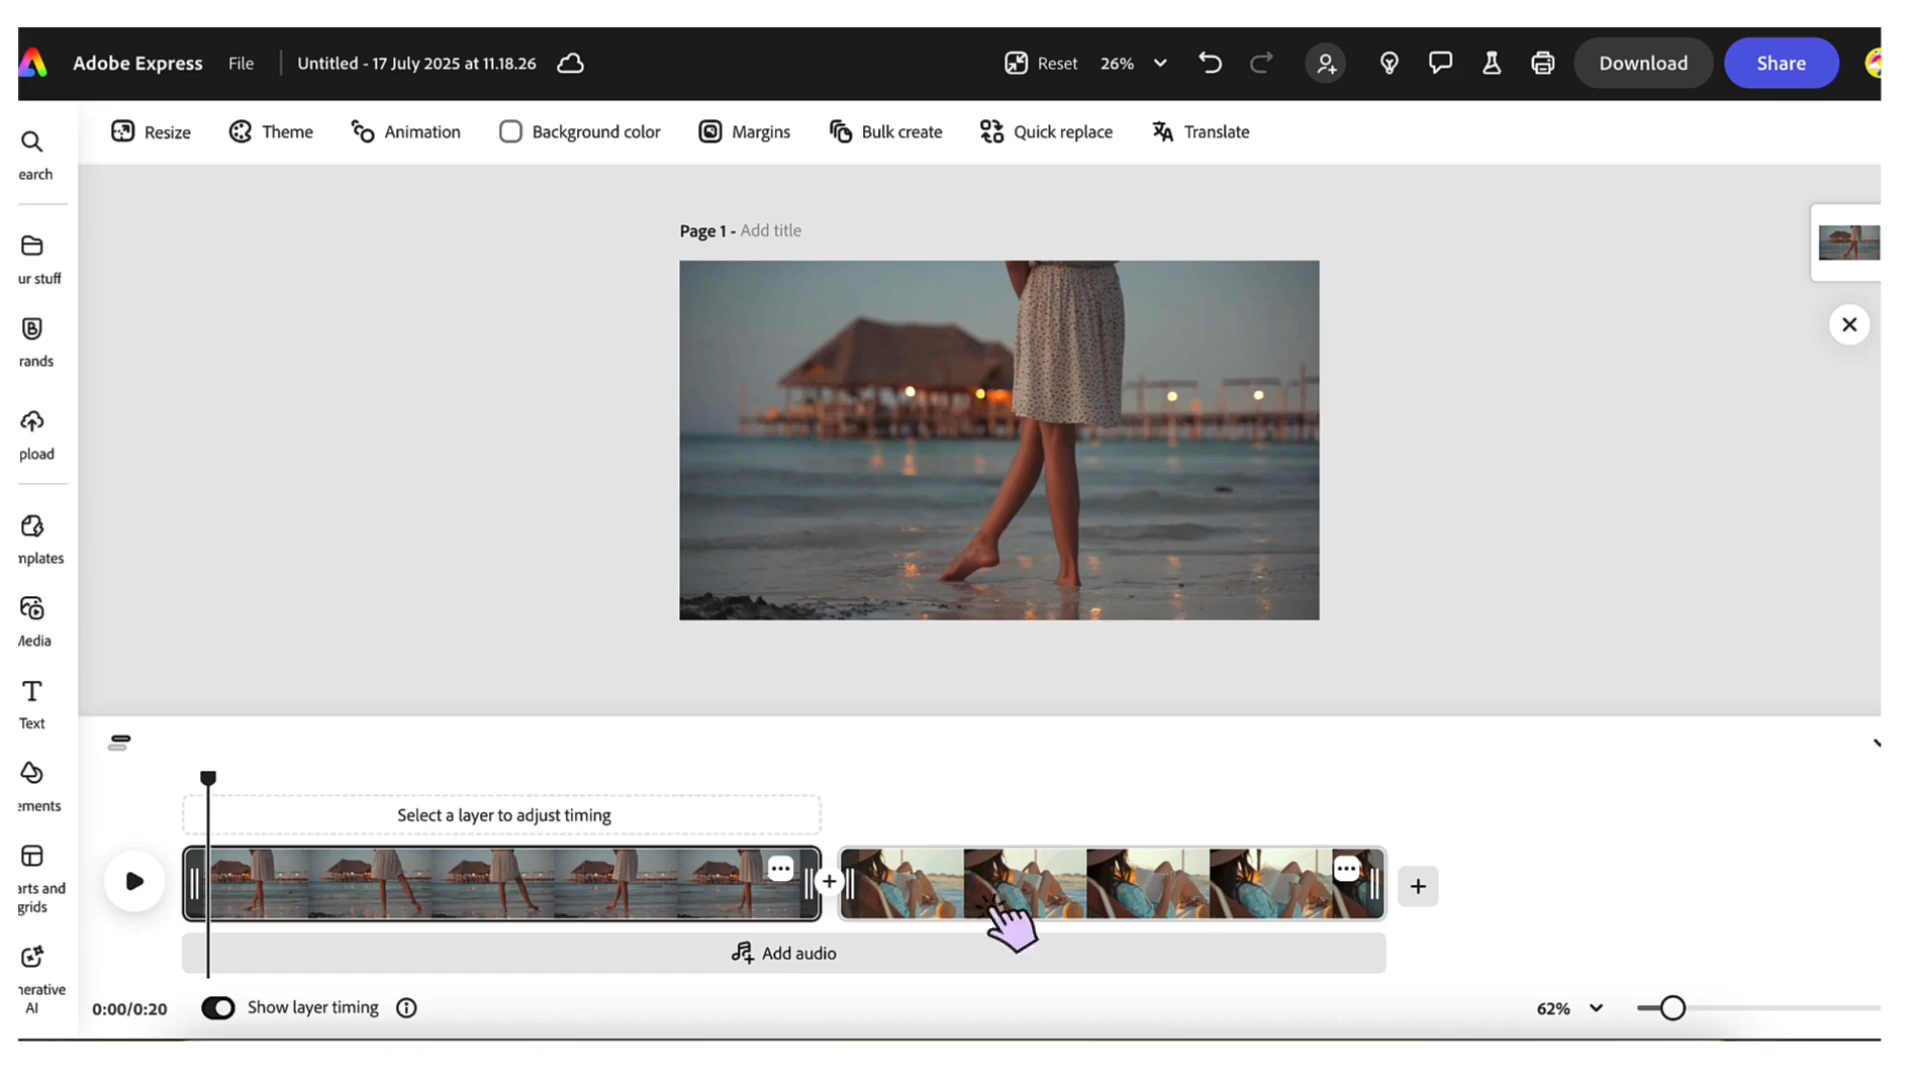 Adobe Express File Untitled - 17 July 2025 at 11.18.26 Reset 26% Download Share
Resize Theme Animation Background color Margins Bulk create Quick replace Translate
earch
ur stuff
B
rands
pload
mplates
Media
Text
ements
arts and
grids
nerative
AI
Page 1 - Add title
Select a layer to adjust timing
Add audio
0:00/0:20 Show layer timing 62%